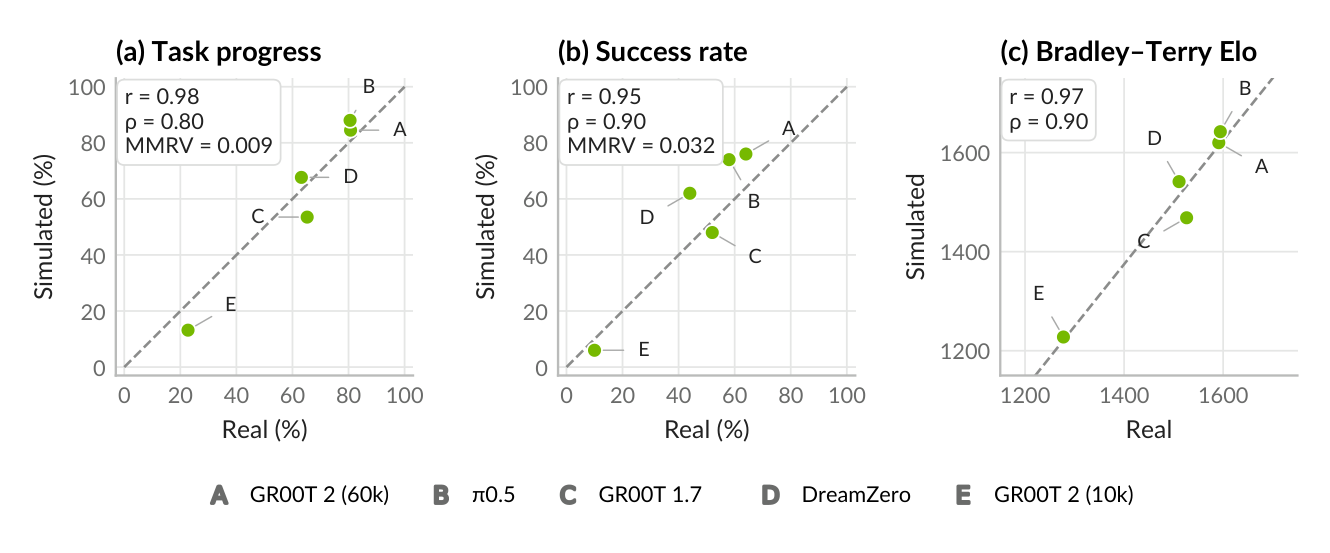 (a) Task progress
r = 0.98
ρ = 0.80
MMRV = 0.009
B
A
D
C
E
100
80
60
40
20
0
0 20 40 60 80 100
Simulated (%)
Real (%)
(b) Success rate
r = 0.95
ρ = 0.90
MMRV = 0.032
A
B
D
C
E
100
80
60
40
20
0
0 20 40 60 80 100
Simulated (%)
Real (%)
(c) Bradley–Terry Elo
r = 0.97
ρ = 0.90
B
D
A
C
E
1600
1400
1200
1200 1400 1600
Simulated
Real
A GR00T 2 (60k) B π0.5 C GR00T 1.7 D DreamZero E GR00T 2 (10k)